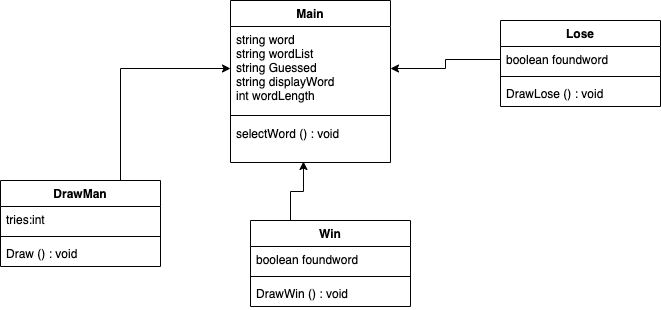 Main
string word
string wordList
string Guessed
string displayWord
int wordLength
selectWord () : void
Lose
boolean foundword
DrawLose () : void
DrawMan
tries:int
Draw () : void
Win
boolean foundword
DrawWin () : void